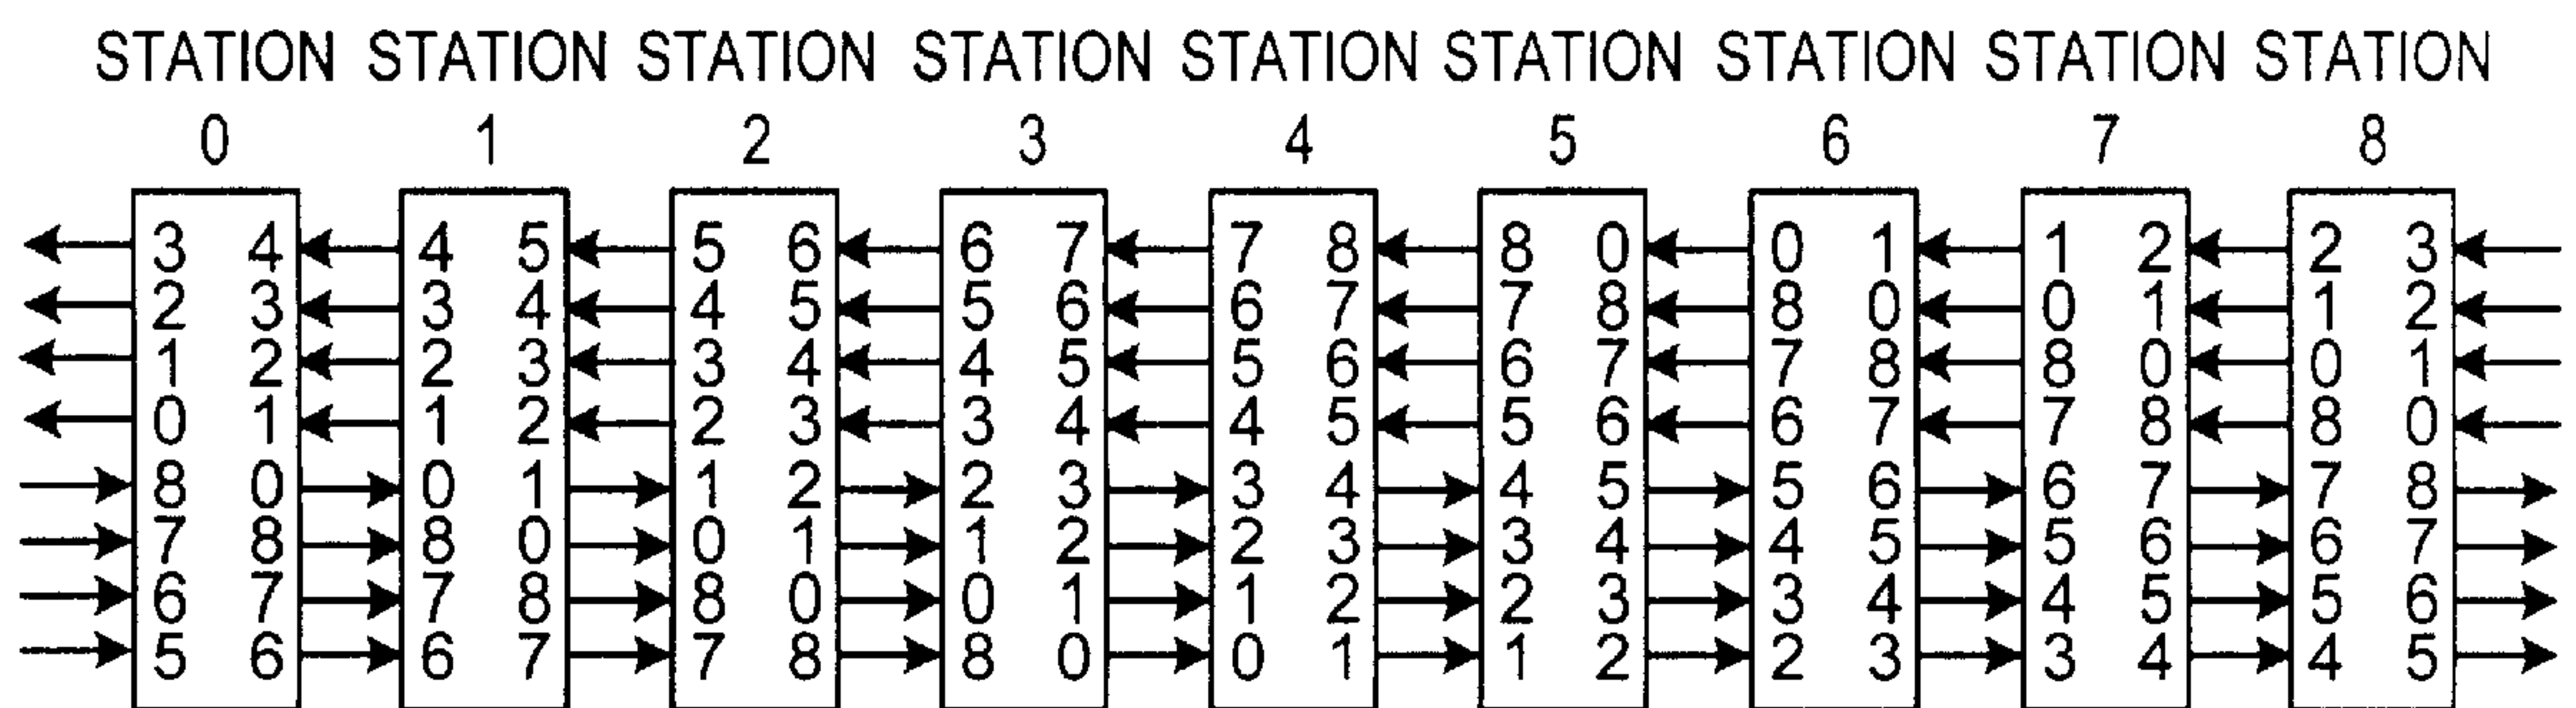 STATION STATION STATION STATION STATION STATION STATION STATION STATION
0 1 2 3 4 5 6 7 8
3 4 4 5 5 6 6 7 7 8 8 0 0 1 1 2 2 3
2 3 3 4 4 5 5 6 6 7 7 8 8 0 0 1 1 2
1 2 2 3 3 4 4 5 5 6 6 7 7 8 8 0 0 1
0 1 1 2 2 3 3 4 4 5 5 6 6 7 7 8 8 0
8 0 0 1 1 2 2 3 3 4 4 5 5 6 6 7 7 8
7 8 8 0 0 1 1 2 2 3 3 4 4 5 5 6 6 7
6 7 7 8 8 0 0 1 1 2 2 3 3 4 4 5 5 6
5 6 6 7 7 8 8 0 0 1 1 2 2 3 3 4 4 5